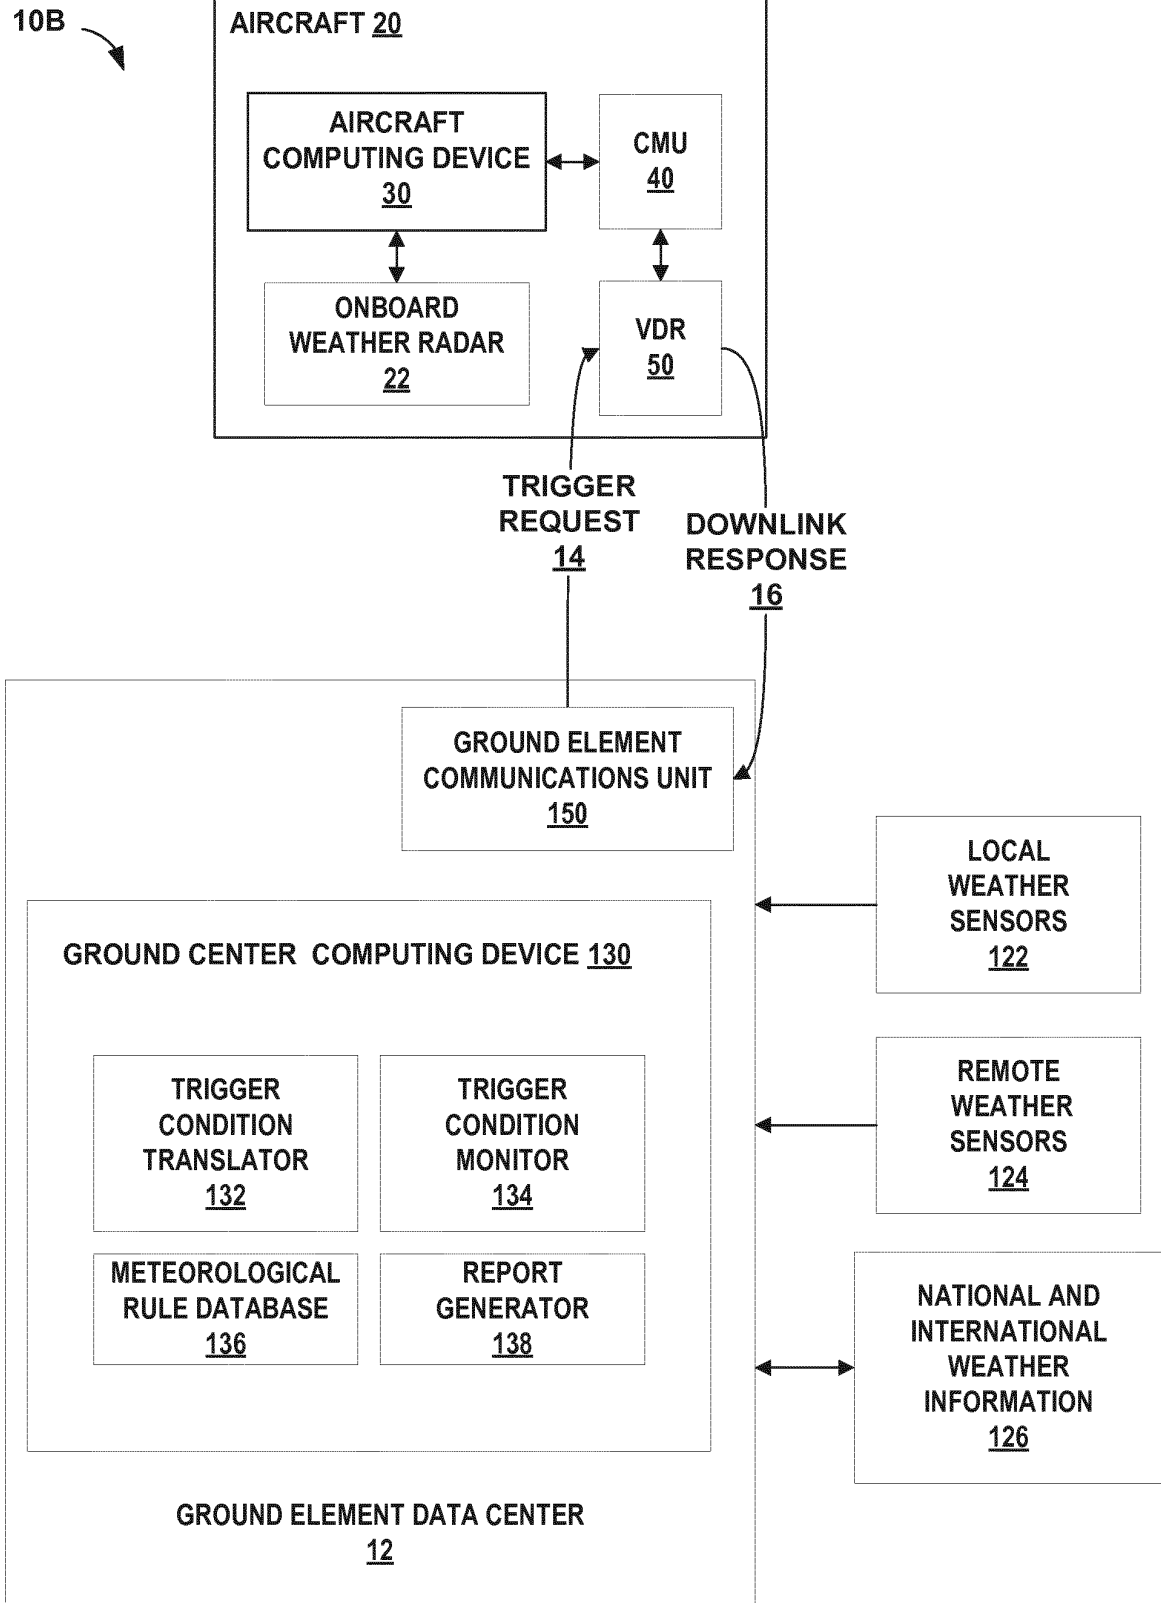 10B
AIRCRAFT 20
AIRCRAFT
COMPUTING DEVICE
30
CMU
40
ONBOARD
WEATHER RADAR
22
VDR
50
TRIGGER
REQUEST
14
DOWNLINK
RESPONSE
16
GROUND ELEMENT
COMMUNICATIONS UNIT
150
LOCAL
WEATHER
SENSORS
122
GROUND CENTER COMPUTING DEVICE 130
REMOTE
WEATHER
SENSORS
124
TRIGGER
CONDITION
TRANSLATOR
132
TRIGGER
CONDITION
MONITOR
134
METEOROLOGICAL
RULE DATABASE
136
REPORT
GENERATOR
138
NATIONAL AND
INTERNATIONAL
WEATHER
INFORMATION
126
GROUND ELEMENT DATA CENTER
12